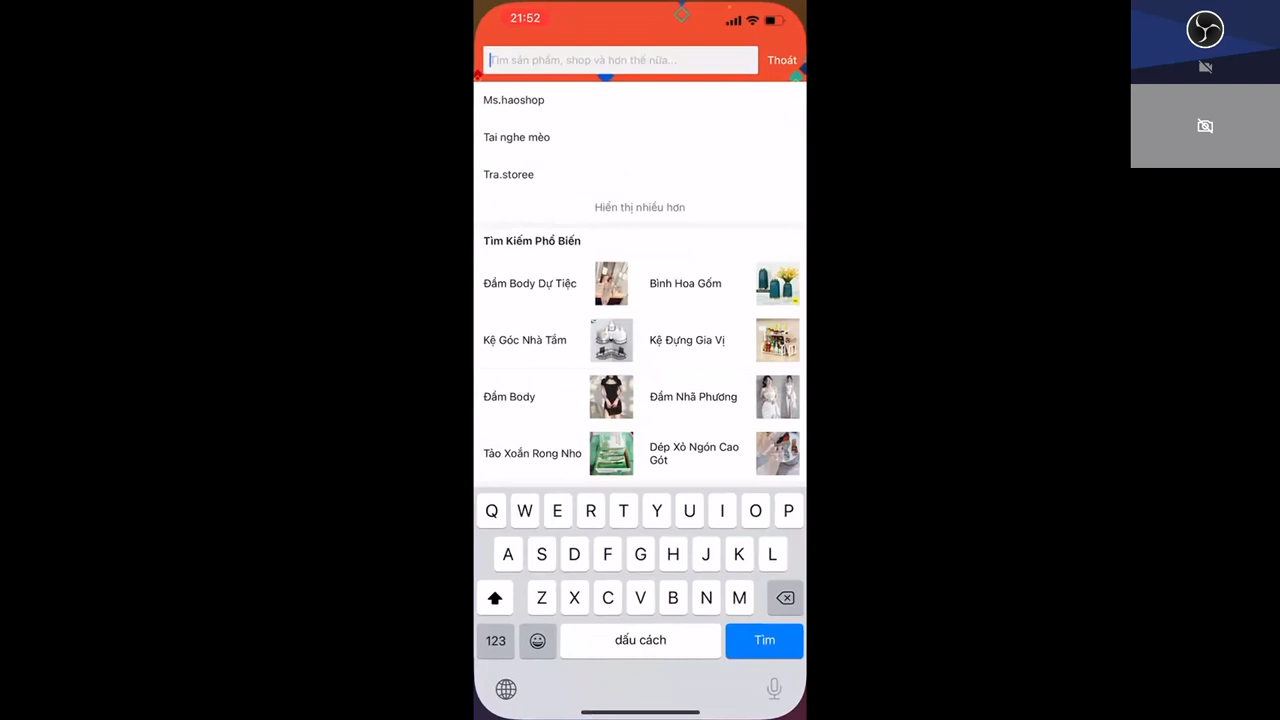 21:52
Tìm sản phẩm, shop và hơn thế nữa...
Thoát
Ms.haoshop
Tai nghe mèo
Tra.storee
Hiển thị nhiều hơn
Tìm Kiếm Phổ Biến
Đầm Body Dự Tiệc
Bình Hoa Gốm
Kệ Góc Nhà Tắm
Kệ Đựng Gia Vị
Đầm Body
Đầm Nhã Phương
Tảo Xoắn Rong Nho
Dép Xỏ Ngón Cao
Gót
Q W E R T Y U I O P
A S D F G H J K L
Z X C V B N M
123
dấu cách
Tìm